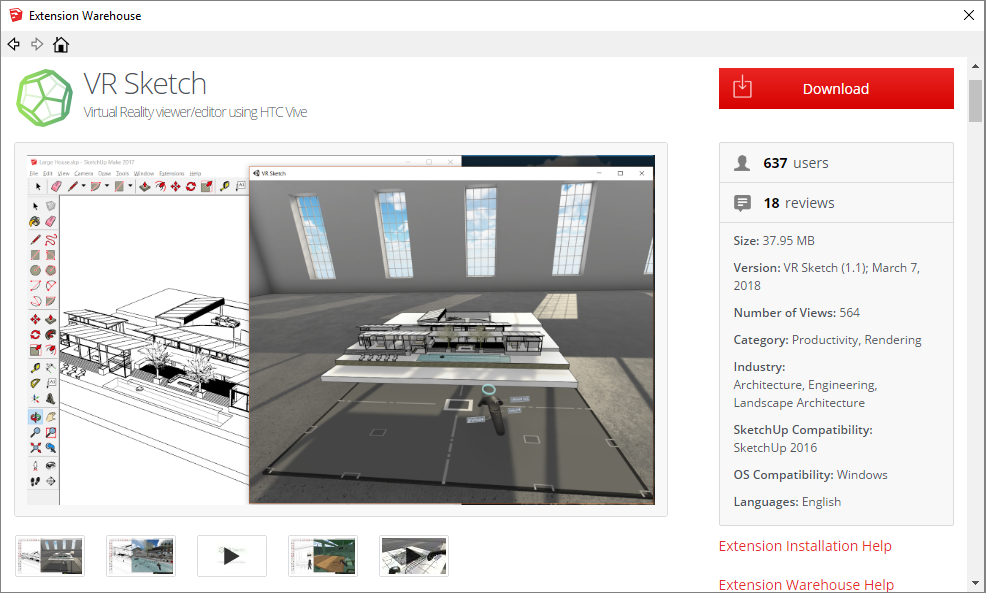 Extension Warehouse
VR Sketch
Virtual Reality viewer/editor using HTC Vive
Download
Large House.skp - SketchUp Make 2017
File Edit View Camera Draw Tools Window Extensions Help
VR Sketch
637 users
18 reviews
Size: 37.95 MB
Version: VR Sketch (1.1); March 7,
2018
Number of Views: 564
Category: Productivity, Rendering
Industry:
Architecture, Engineering,
Landscape Architecture
SketchUp Compatibility:
SketchUp 2016
OS Compatibility: Windows
Languages: English
Extension Installation Help
Extension Warehouse Help